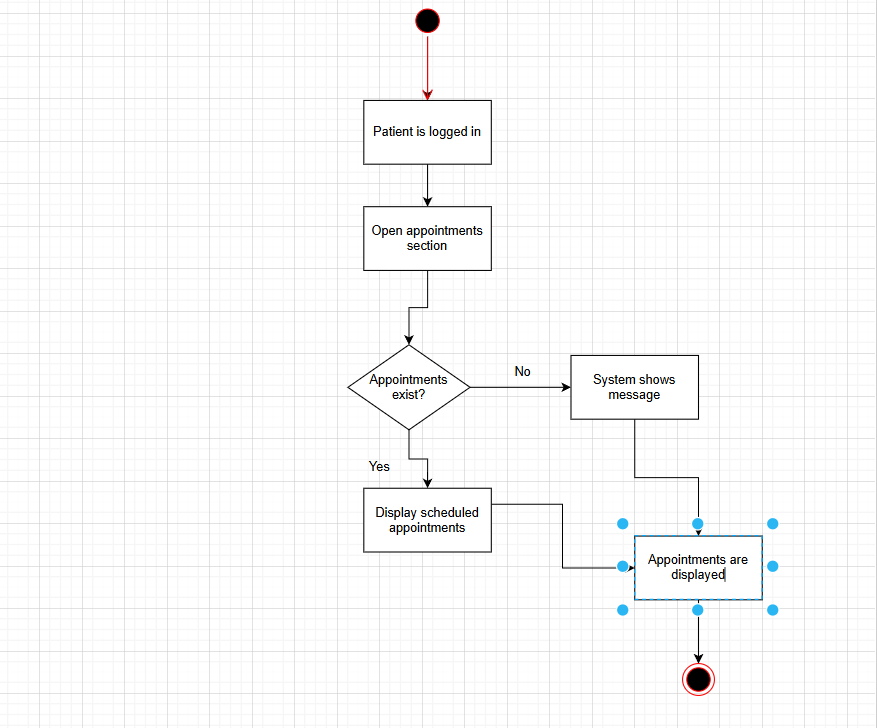 Patient is logged in
Open appointments
section
Appointments
exist?
No
System shows
message
Yes
Display scheduled
appointments
Appointments are
displayed